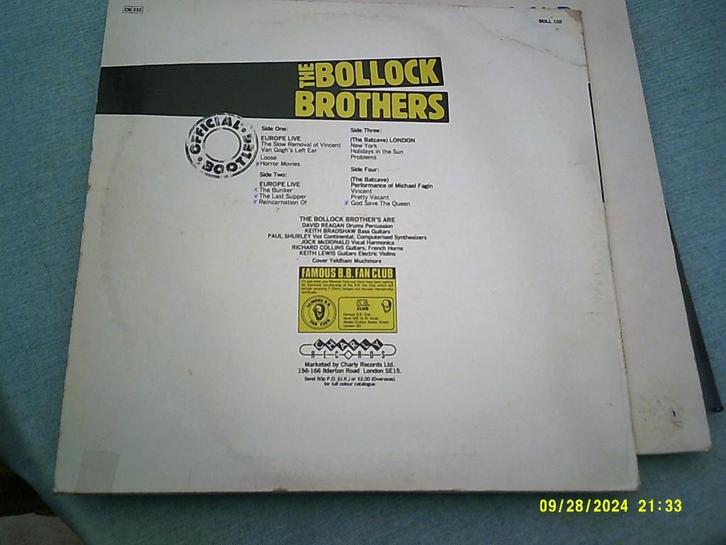 CR 232
BOLL 102
THE BOLLOCK
BROTHERS
OFFICIAL BOOTLEG
Side One:
EUROPE LIVE
The Slow Removal of Vincent
Van Gogh's Left Ear
Loose
Horror Movies
Side Two:
EUROPE LIVE
The Bunker
The Last Supper
Reincarnation Of
Side Three:
(The Batcave) LONDON
New York
Holidays in the Sun
Problems
Side Four:
(The Batcave)
Performance of Michael Fagin
Vincent
Pretty Vacant
God Save The Queen
THE BOLLOCK BROTHER'S ARE
DAVID REAGAN Drums Percussion
KEITH BRADSHAW Bass Guitars
PAUL SHURLEY Vox Continental, Computerised Synthesizers
JOCK McDONALD Vocal Harmonica
RICHARD COLLINS Guitars, French Horns
KEITH LEWIS Guitars Electric Violins
Cover Yeldham Muchmore
FAMOUS B.B. FAN CLUB
FAMOUS B.B.
FAN CLUB
CLUB
CHARLY
RECORDS
Marketed by Charly Records Ltd.
156-166 Ilderton Road London SE15.
Send 50p P.O. (U.K.) or $2.00 (Overseas)
for full colour catalogue
09/28/2024 21:33